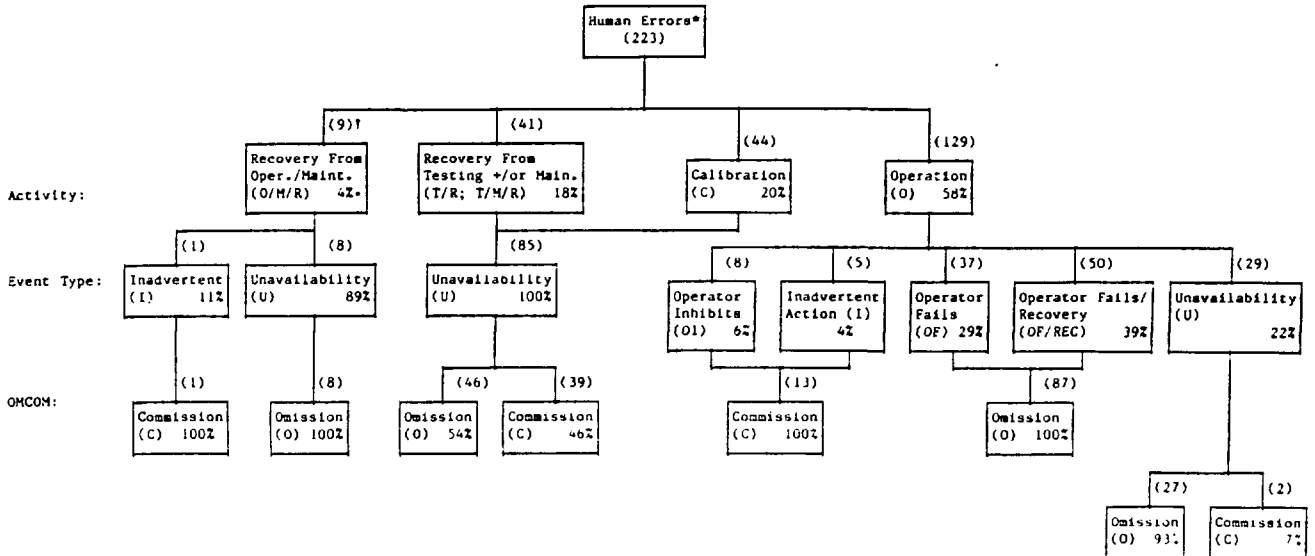 Human Errors*
(223)
(9)†
(41)
(44)
(129)
Activity:
Recovery From
Oper./Maint.
(O/M/R) 4%*
Recovery From
Testing +/or Main.
(T/R; T/M/R) 18%
Calibration
(C) 20%
Operation
(O) 58%
(1)
(8)
(85)
(8)
(5)
(37)
(50)
(29)
Event Type:
Inadvertent
(I) 11%
Unavailability
(U) 89%
Unavailability
(U) 100%
Operator
Inhibits
(OI) 6%
Inadvertent
Action (I)
4%
Operator
Fails
(OF) 29%
Operator Fails/
Recovery
(OF/REC) 39%
Unavailability
(U)
22%
(1)
(8)
(46)
(39)
(13)
(87)
OMCOM:
Commission
(C) 100%
Omission
(O) 100%
Omission
(O) 54%
Commission
(C) 46%
Commission
(C) 100%
Omission
(O) 100%
(27)
(2)
Omission
(O) 93%
Commission
(C) 7%